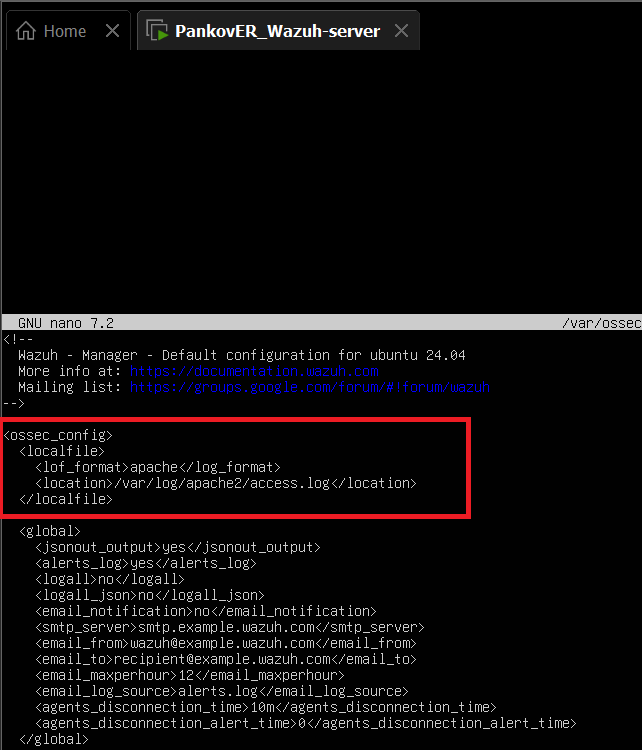 Home
PankovER_Wazuh-server
GNU nano 7.2 /var/ossec
<!--
Wazuh - Manager - Default configuration for ubuntu 24.04
More info at: https://documentation.wazuh.com
Mailing list: https://groups.google.com/forum/#!forum/wazuh
-->
<ossec_config>
<localfile>
<lof_format>apache</log_format>
<location>/var/log/apache2/access.log</location>
</localfile>
<global>
<jsonout_output>yes</jsonout_output>
<alerts_log>yes</alerts_log>
<logall>no</logall>
<logall_json>no</logall_json>
<email_notification>no</email_notification>
<smtp_server>smtp.example.wazuh.com</smtp_server>
<email_from>wazuh@example.wazuh.com</email_from>
<email_to>recipient@example.wazuh.com</email_to>
<email_maxperhour>12</email_maxperhour>
<email_log_source>alerts.log</email_log_source>
<agents_disconnection_time>10m</agents_disconnection_time>
<agents_disconnection_alert_time>0</agents_disconnection_alert_time>
</global>